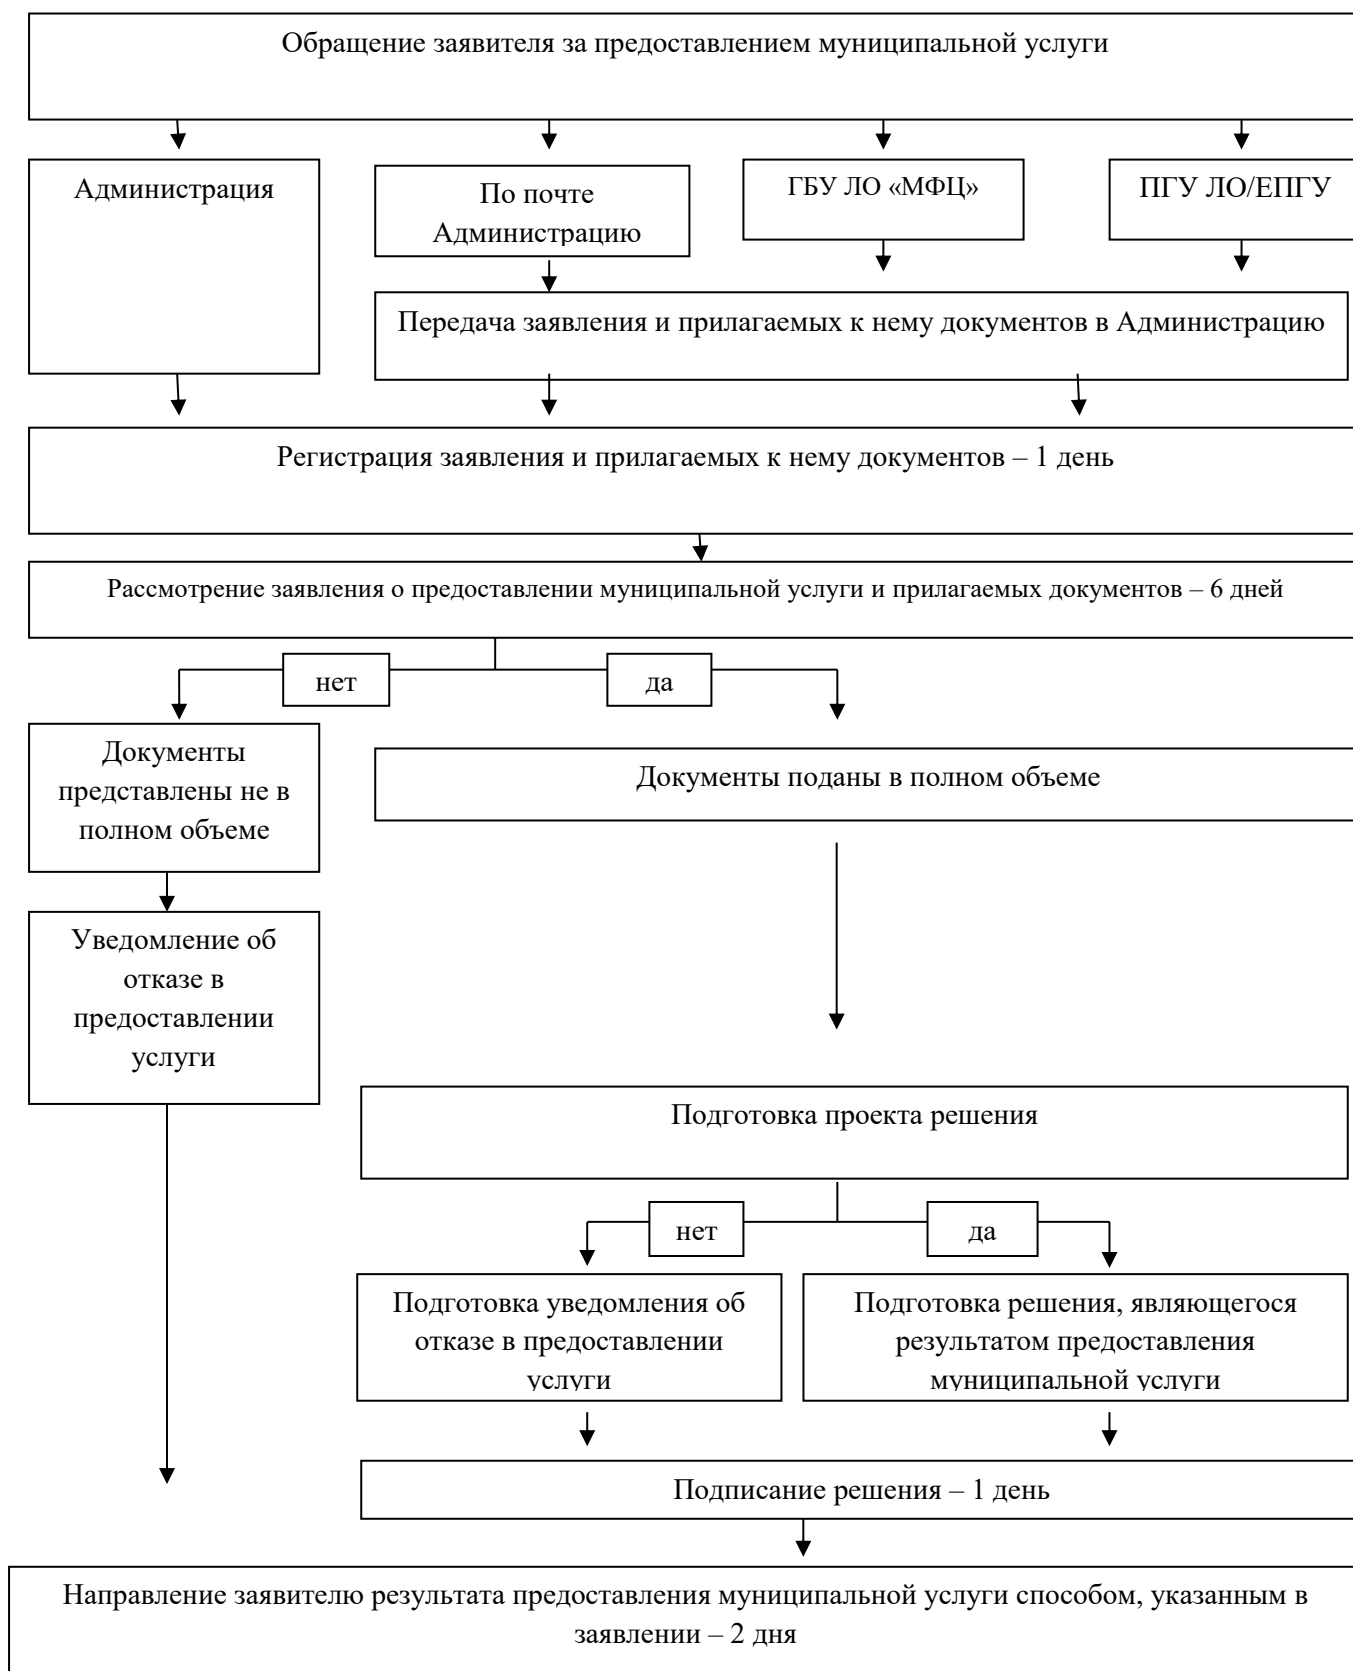 Обращение заявителя за предоставлением муниципальной услуги
Администрация
По почте
Администрацию
ГБУ ЛО «МФЦ»
ПГУ ЛО/ЕПГУ
Передача заявления и прилагаемых к нему документов в Администрацию
Регистрация заявления и прилагаемых к нему документов – 1 день
Рассмотрение заявления о предоставлении муниципальной услуги и прилагаемых документов – 6 дней
нет
да
Документы
представлены не в
полном объеме
Документы поданы в полном объеме
Уведомление об
отказе в
предоставлении
услуги
Подготовка проекта решения
нет
да
Подготовка уведомления об
отказе в предоставлении
услуги
Подготовка решения, являющегося
результатом предоставления
муниципальной услуги
Подписание решения – 1 день
Направление заявителю результата предоставления муниципальной услуги способом, указанным в
заявлении – 2 дня